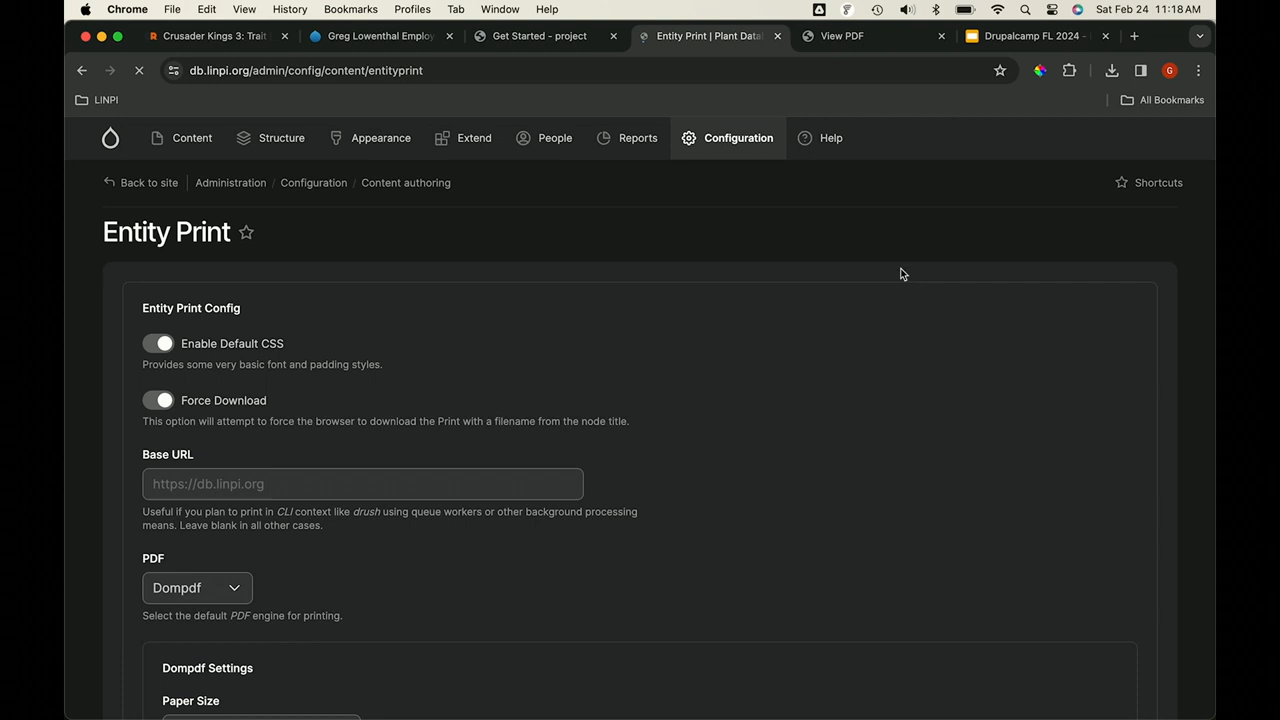 Chrome File Edit View History Bookmarks Profiles Tab Window Help Sat Feb 24 11:18 AM
Crusader Kings 3: Trait Greg Lowenthal Employ Get Started - project Entity Print | Plant Datab View PDF Drupalcamp FL 2024 -
db.linpi.org/admin/config/content/entityprint G
LINPI All Bookmarks
Content Structure Appearance Extend People Reports Configuration Help
Back to site Administration / Configuration / Content authoring Shortcuts
Entity Print
Entity Print Config
Enable Default CSS
Provides some very basic font and padding styles.
Force Download
This option will attempt to force the browser to download the Print with a filename from the node title.
Base URL
https://db.linpi.org
Useful if you plan to print in CLI context like drush using queue workers or other background processing
means. Leave blank in all other cases.
PDF
Dompdf
Select the default PDF engine for printing.
Dompdf Settings
Paper Size